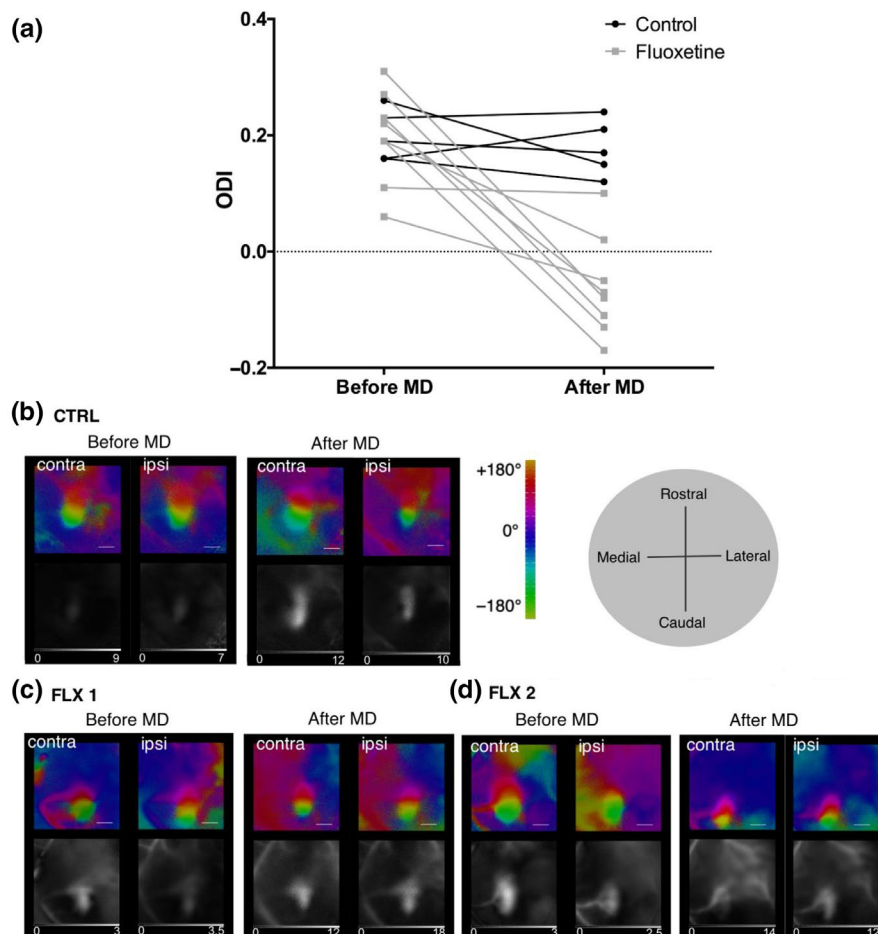 (a)
0.4
0.2
0.0
–0.2
ODI
Control
Fluoxetine
Before MD
After MD
(b) CTRL
Before MD
After MD
contra
ipsi
contra
ipsi
0 9
0 7
0 12
0 10
+180°
0°
−180°
Rostral
Medial
Lateral
Caudal
(c) FLX 1
Before MD
After MD
contra
ipsi
contra
ipsi
0 3
0 3.5
0 12
0 18
(d) FLX 2
Before MD
After MD
contra
ipsi
contra
ipsi
0 3
0 2.5
0 14
0 12